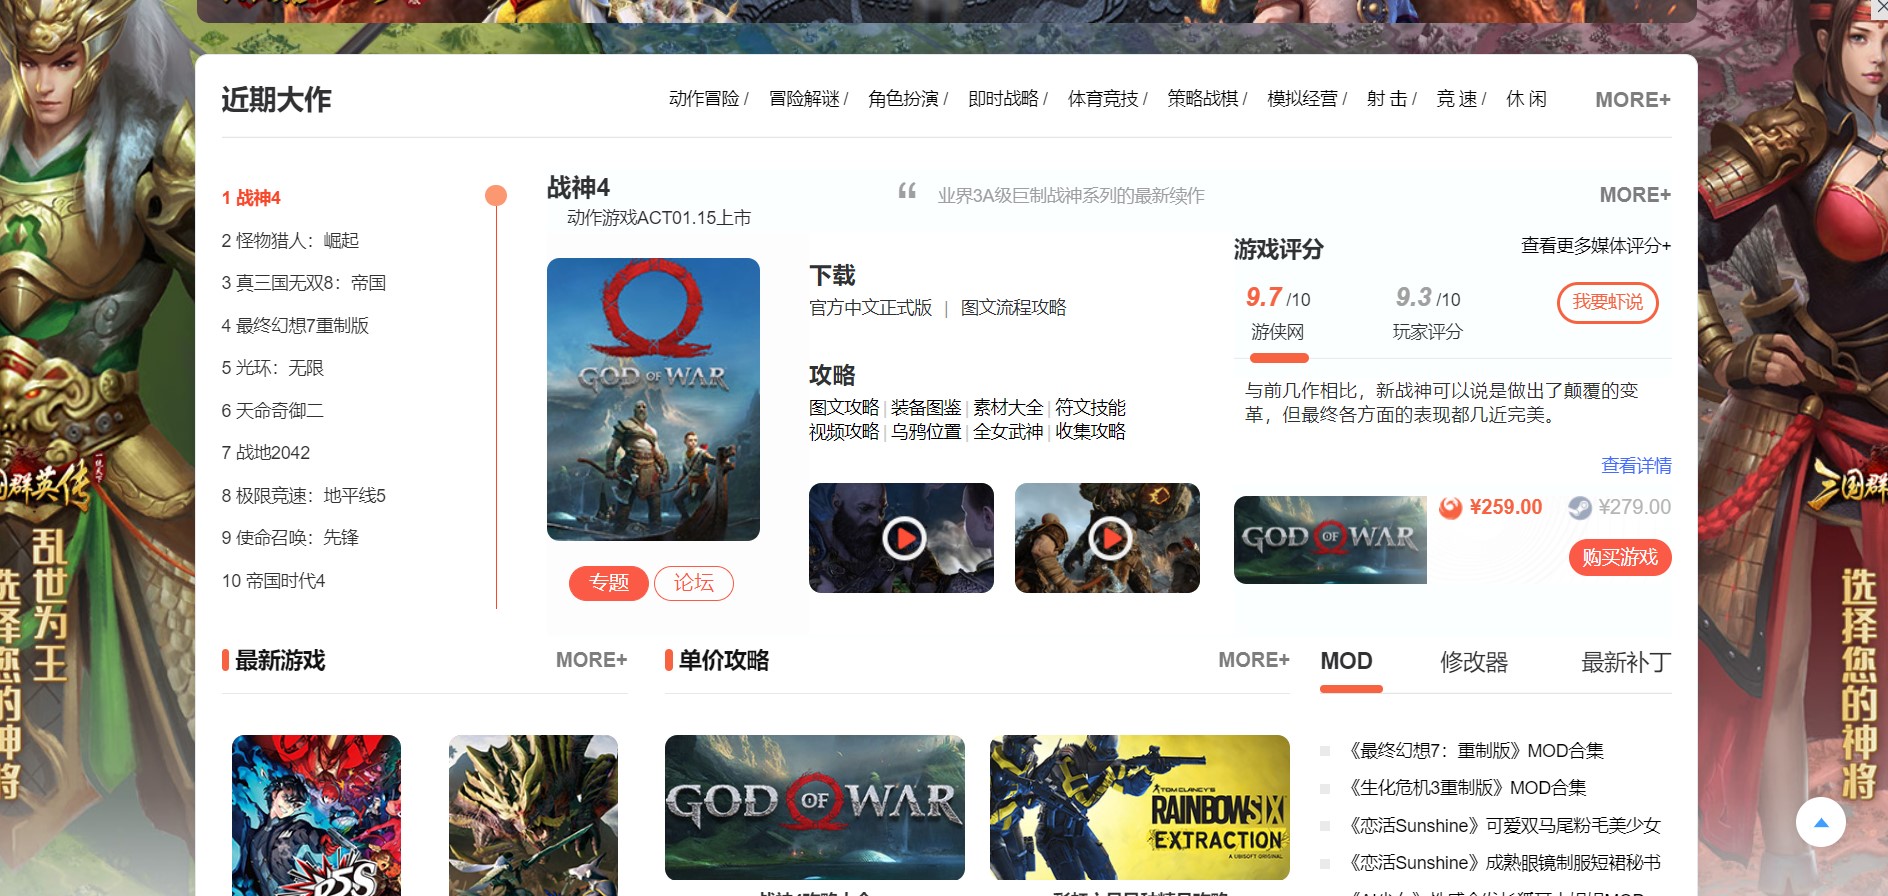 近期大作
动作冒险 / 冒险解谜 / 角色扮演 / 即时战略 / 体育竞技 / 策略战棋 / 模拟经营 / 射 击 / 竞 速 / 休 闲
MORE+
1 战神4
2 怪物猎人：崛起
3 真三国无双8：帝国
4 最终幻想7重制版
5 光环：无限
6 天命奇御二
7 战地2042
8 极限竞速：地平线5
9 使命召唤：先锋
10 帝国时代4
战神4
动作游戏ACT01.15上市
“ 业界3A级巨制战神系列的最新续作
MORE+
GOD OF WAR
专题
论坛
下载
官方中文正式版 | 图文流程攻略
攻略
图文攻略 | 装备图鉴 | 素材大全 | 符文技能
视频攻略 | 乌鸦位置 | 全女武神 | 收集攻略
游戏评分
查看更多媒体评分+
9.7 /10
游侠网
9.3 /10
玩家评分
我要虾说
与前几作相比，新战神可以说是做出了颠覆的变
革，但最终各方面的表现都几近完美。
查看详情
GOD OF WAR
¥259.00
¥279.00
购买游戏
最新游戏
MORE+
P5S
单价攻略
MORE+
GOD OF WAR
TOM CLANCY'S
RAINBOW SIX
EXTRACTION
A UBISOFT ORIGINAL
MOD
修改器
最新补丁
《最终幻想7：重制版》MOD合集
《生化危机3重制版》MOD合集
《恋活Sunshine》可爱双马尾粉毛美少女
《恋活Sunshine》成熟眼镜制服短裙秘书
国群英传
乱世为王
选择您的神将
三国群
选择您的神将